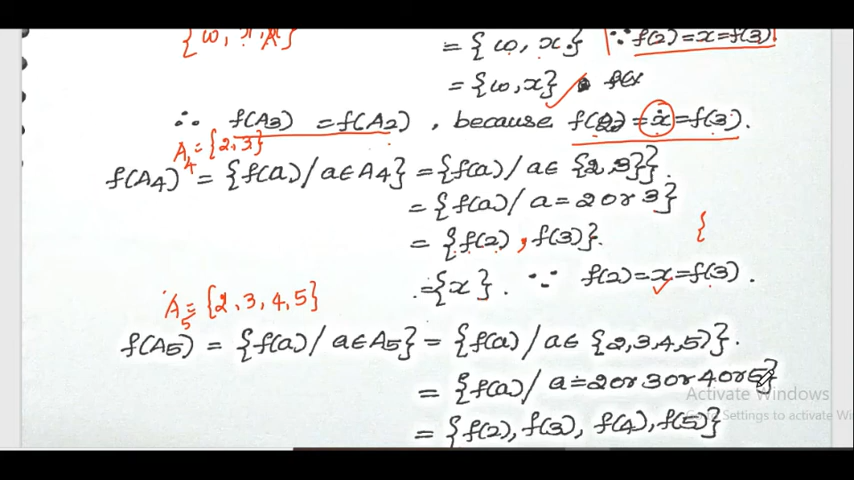 {ω, x, x}
= {ω, x.} ∵ f(2)=x=f(3)
= {ω, x} f(x
∴ f(A3) = f(A2), because f(2)=x=f(3).
A4={2,3}
f(A4) = {f(a)/ a∈A4} = {f(a)/ a∈ {2,3}}.
= {f(a)/ a=2 or 3}
= {f(2), f(3)}. {
= {x}. ∵ f(2)=x=f(3).
A5={2,3,4,5}
f(A5) = {f(a)/ a∈A5} = {f(a)/ a∈ {2,3,4,5}}.
= {f(a)/ a=2 or 3 or 4 or 5}
Activate Windows
Go to Settings to activate Wi
= {f(2), f(3), f(4), f(5)}